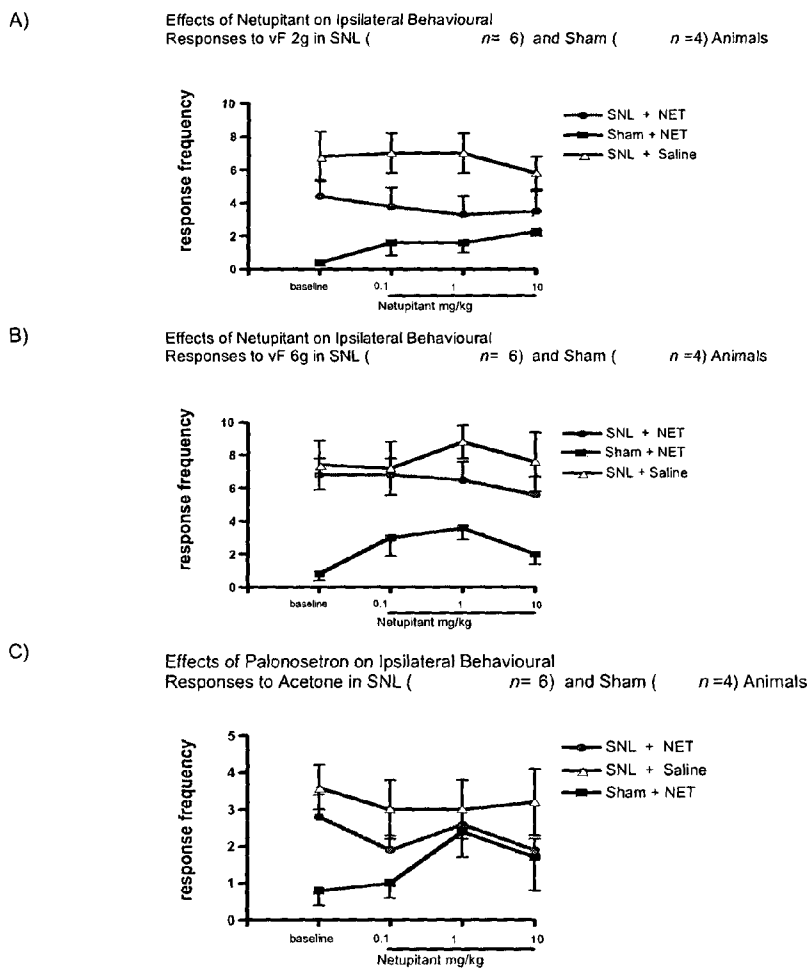 A)
Effects of Netupitant on Ipsilateral Behavioural
Responses to vF 2g in SNL ( n= 6) and Sham ( n =4) Animals
response frequency
10
8
6
4
2
0
baseline 0.1 1 10
Netupitant mg/kg
SNL + NET
Sham + NET
SNL + Saline
B)
Effects of Netupitant on Ipsilateral Behavioural
Responses to vF 6g in SNL ( n= 6) and Sham ( n =4) Animals
response frequency
10
8
6
4
2
0
baseline 0.1 1 10
Netupitant mg/kg
SNL + NET
Sham + NET
SNL + Saline
C)
Effects of Palonosetron on Ipsilateral Behavioural
Responses to Acetone in SNL ( n= 6) and Sham ( n =4) Animals
response frequency
5
4
3
2
1
0
baseline 0.1 1 10
Netupitant mg/kg
SNL + NET
SNL + Saline
Sham + NET